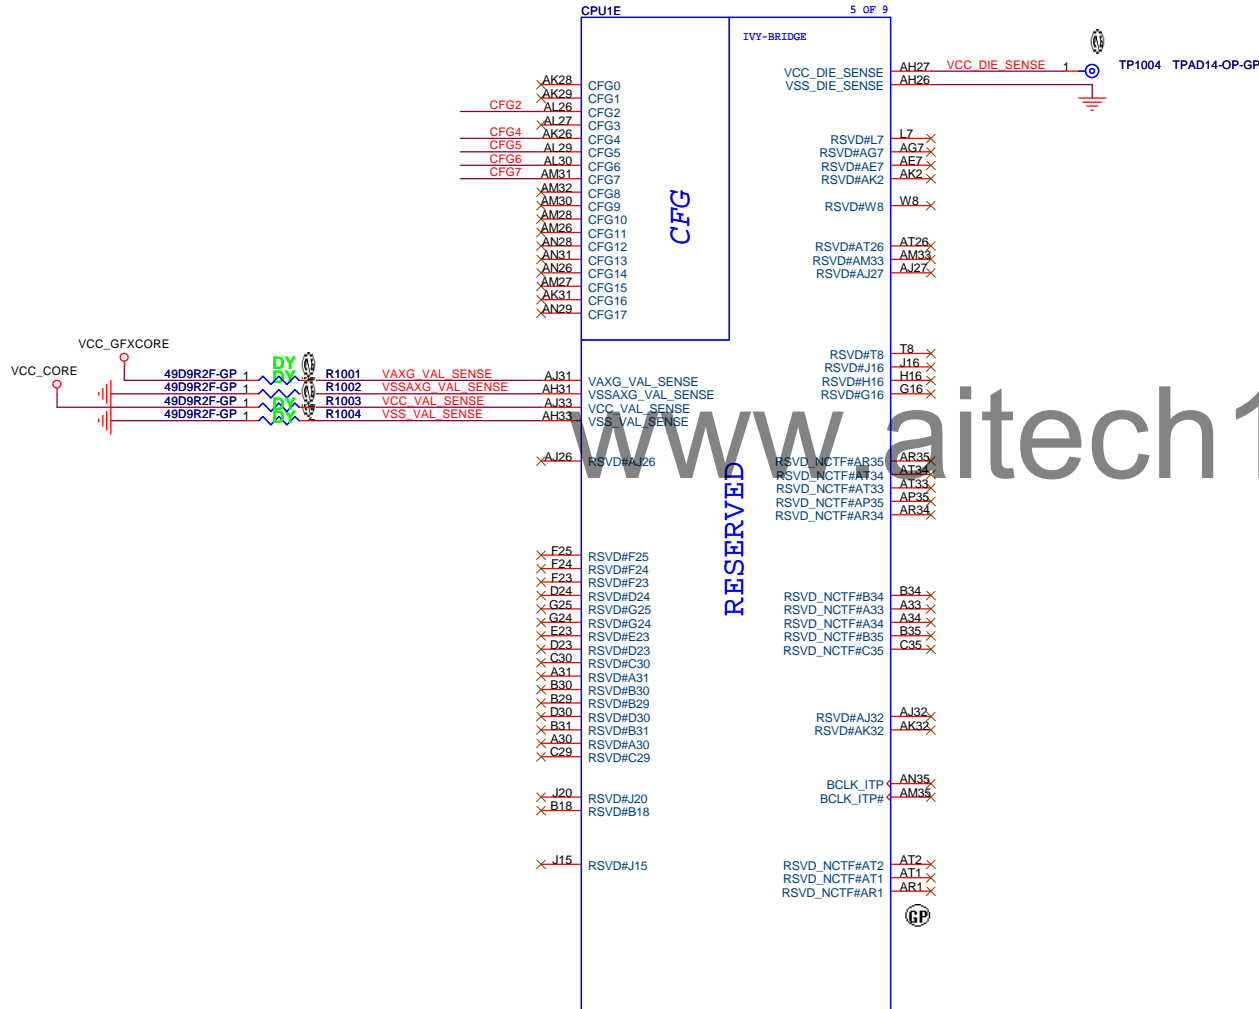 CPU1E
5 OF 9
IVY-BRIDGE
AK28 CFG0
AK29 CFG1
CFG2 AL26 CFG2
AL27 CFG3
CFG4 AK26 CFG4
CFG5 AL29 CFG5
CFG6 AL30 CFG6
CFG7 AM31 CFG7
AM32 CFG8
AM30 CFG9
AM28 CFG10
AM26 CFG11
AN28 CFG12
AN31 CFG13
AN26 CFG14
AM27 CFG15
AK31 CFG16
AN29 CFG17
CFG
VCC_DIE_SENSE AH27 VCC_DIE_SENSE 1 TP1004 TPAD14-OP-GP
VSS_DIE_SENSE AH26
RSVD#L7 L7
RSVD#AG7 AG7
RSVD#AE7 AE7
RSVD#AK2 AK2
RSVD#W8 W8
RSVD#AT26 AT26
RSVD#AM33 AM33
RSVD#AJ27 AJ27
RSVD#T8 T8
RSVD#J16 J16
RSVD#H16 H16
RSVD#G16 G16
VCC_GFXCORE
VCC_CORE
DY
DY
DY
DY
49D9R2F-GP 1 R1001 VAXG_VAL_SENSE AJ31 VAXG_VAL_SENSE
49D9R2F-GP 1 R1002 VSSAXG_VAL_SENSE AH31 VSSAXG_VAL_SENSE
49D9R2F-GP 1 R1003 VCC_VAL_SENSE AJ33 VCC_VAL_SENSE
49D9R2F-GP 1 R1004 VSS_VAL_SENSE AH33 VSS_VAL_SENSE
www.aitech1
AJ26 RSVD#AJ26
RESERVED
RSVD_NCTF#AR35 AR35
RSVD_NCTF#AT34 AT34
RSVD_NCTF#AT33 AT33
RSVD_NCTF#AP35 AP35
RSVD_NCTF#AR34 AR34
F25 RSVD#F25
F24 RSVD#F24
F23 RSVD#F23
D24 RSVD#D24
G25 RSVD#G25
G24 RSVD#G24
E23 RSVD#E23
D23 RSVD#D23
C30 RSVD#C30
A31 RSVD#A31
B30 RSVD#B30
B29 RSVD#B29
D30 RSVD#D30
B31 RSVD#B31
A30 RSVD#A30
C29 RSVD#C29
J20 RSVD#J20
B18 RSVD#B18
J15 RSVD#J15
RSVD_NCTF#B34 B34
RSVD_NCTF#A33 A33
RSVD_NCTF#A34 A34
RSVD_NCTF#B35 B35
RSVD_NCTF#C35 C35
RSVD#AJ32 AJ32
RSVD#AK32 AK32
BCLK_ITP AN35
BCLK_ITP# AM35
RSVD_NCTF#AT2 AT2
RSVD_NCTF#AT1 AT1
RSVD_NCTF#AR1 AR1
GP